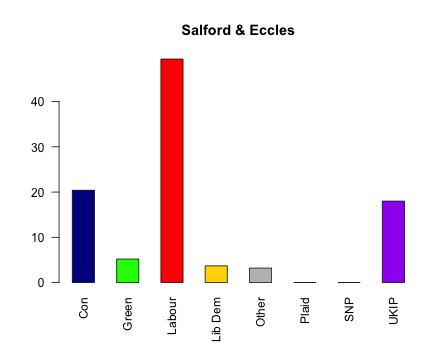 Salford & Eccles
40
30
20
10
0
Con
Green
Labour
Lib Dem
Other
Plaid
SNP
UKIP